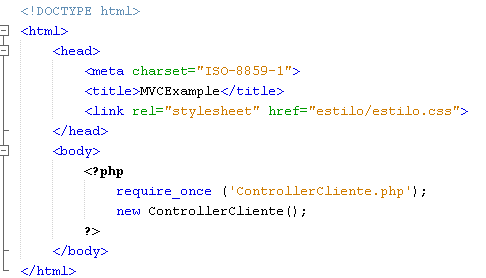 <!DOCTYPE html>
<html>
<head>
<meta charset="ISO-8859-1">
<title>MVCExample</title>
<link rel="stylesheet" href="estilo/estilo.css">
</head>
<body>
<?php
require_once ('ControllerCliente.php');
new ControllerCliente();
?>
</body>
</html>